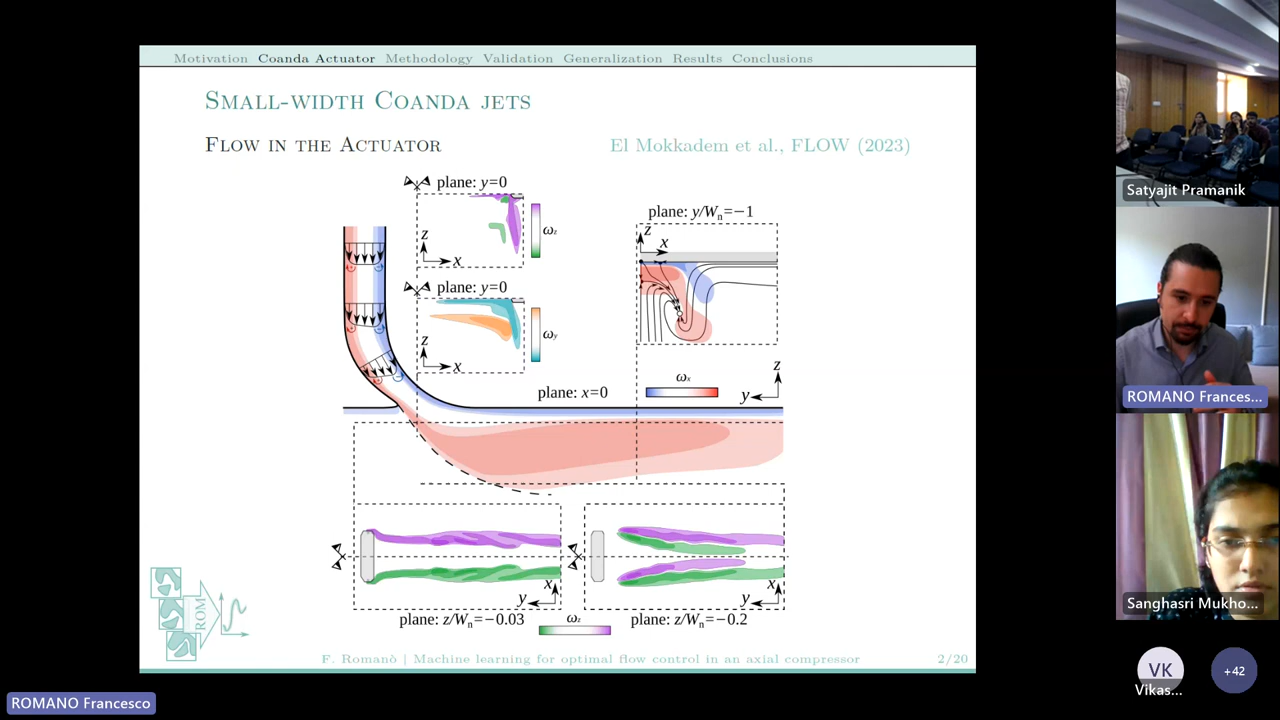 Motivation Coanda Actuator Methodology Validation Generalization Results Conclusions
Small-width Coanda jets
Flow in the Actuator
El Mokkadem et al., FLOW (2023)
plane: y=0
z
x
ωz
plane: y=0
z
x
ωy
plane: y/Wn=−1
z
x
plane: x=0
ωx
z
y
x
y
plane: z/Wn=−0.03
ωz
x
y
plane: z/Wn=−0.2
ROM
F. Romanò | Machine learning for optimal flow control in an axial compressor
2/20
Satyajit Pramanik
ROMANO Frances...
Sanghasri Mukho...
VK
Vikas...
+42
ROMANO Francesco